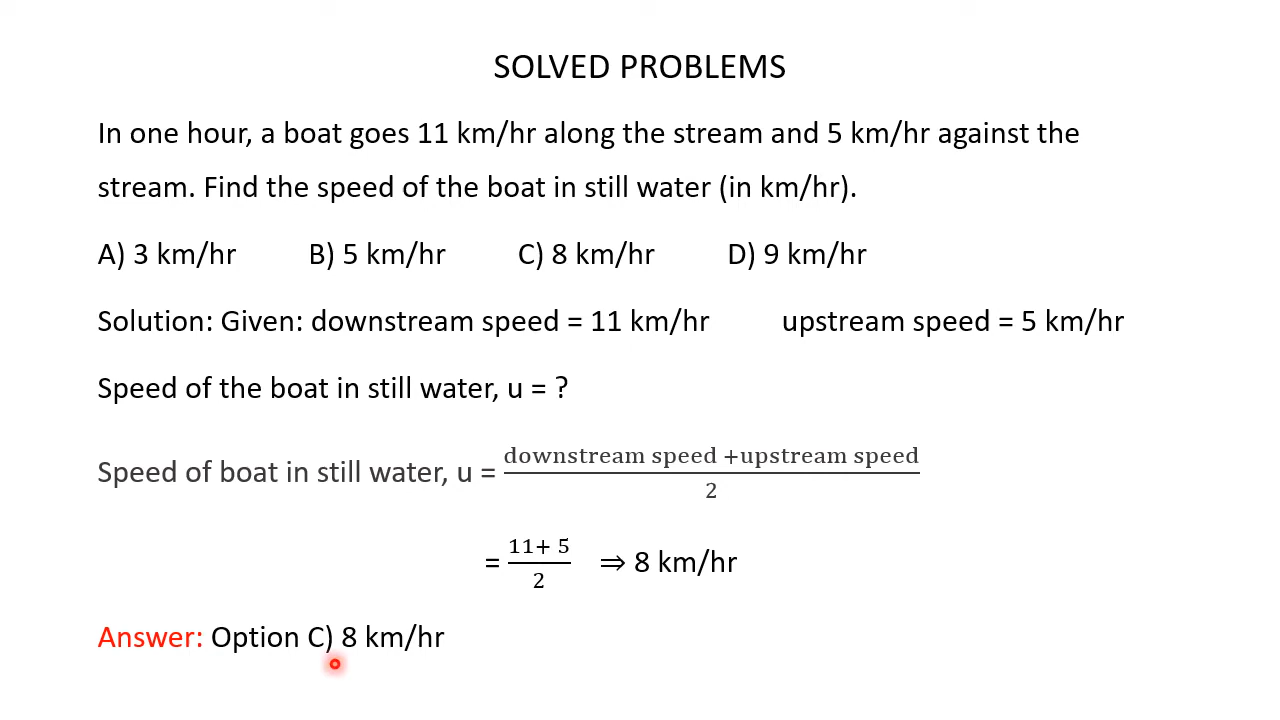 SOLVED PROBLEMS
In one hour, a boat goes 11 km/hr along the stream and 5 km/hr against the
stream. Find the speed of the boat in still water (in km/hr).
A) 3 km/hr B) 5 km/hr C) 8 km/hr D) 9 km/hr
Solution: Given: downstream speed = 11 km/hr upstream speed = 5 km/hr
Speed of the boat in still water, u = ?
Speed of boat in still water, u = downstream speed +upstream speed
2
= 11+ 5 ⇒ 8 km/hr
2
Answer: Option C) 8 km/hr